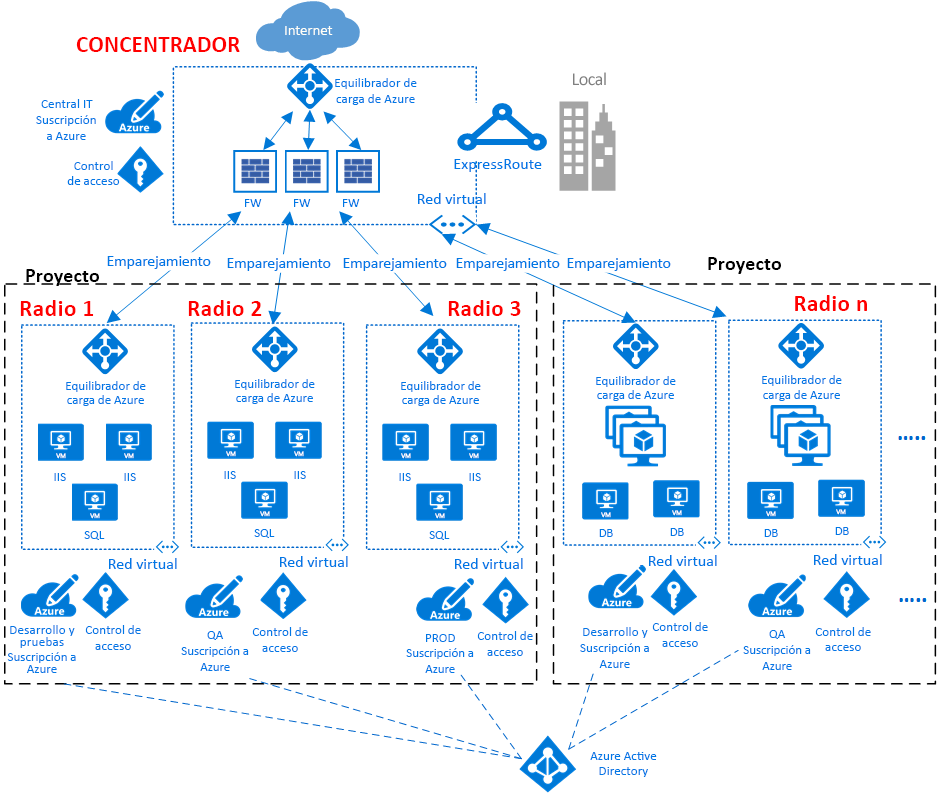 Internet
CONCENTRADOR
Equilibrador de
carga de Azure
Local
Central IT
Suscripción
a Azure
Azure
Control
de acceso
ExpressRoute
FW
FW
FW
Red virtual
Emparejamiento
Emparejamiento
Emparejamiento
Emparejamiento
Emparejamiento
Proyecto
Proyecto
Radio 1
Radio 2
Radio 3
Radio n
Equilibrador de
carga de Azure
Equilibrador de
carga de Azure
Equilibrador de
carga de Azure
Equilibrador de
carga de Azure
Equilibrador de
carga de Azure
VM
VM
VM
VM
VM
VM
IIS
IIS
IIS
IIS
IIS
IIS
VM
VM
VM
VM
VM
VM
VM
SQL
SQL
SQL
DB
DB
DB
DB
Red virtual
Red virtual
Red virtual
Red virtual
Red virtual
Azure
Azure
Azure
Azure
Azure
Desarrollo y
pruebas
Suscripción a
Azure
Control de
acceso
QA
Suscripción a
Azure
Control de
acceso
PROD
Suscripción a
Azure
Control de
acceso
Desarrollo y
Suscripción a
Azure
Control de
acceso
QA
Suscripción a
Azure
Control de
acceso
Azure Active
Directory